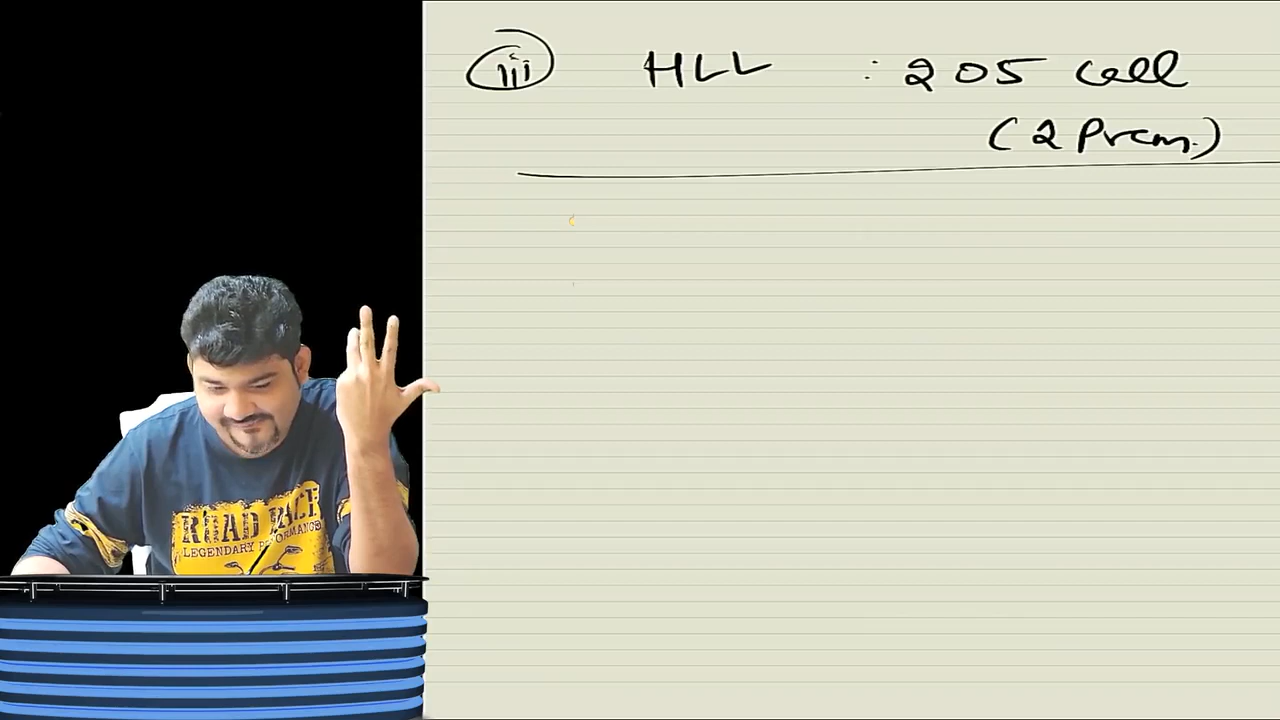 iii HLL : 205 Call
(2 Prem.)
ROAD RACE
LEGENDARY PERFORMANCE